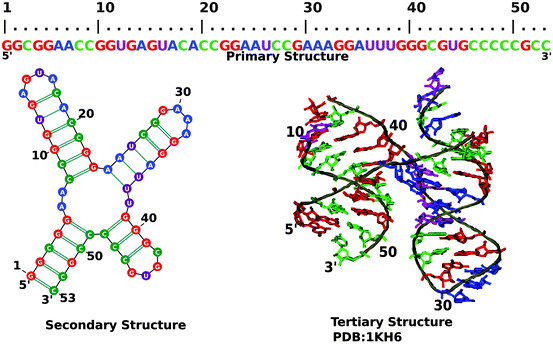 1 10 20 30 40 50 53
GGCGGAACCGGUGAGUACACCGGAAUCCGAAAGGAUUUGGGCGUGCCCCCGCC
5' Primary Structure 3'
10
20
30
40
50
1
5'
3'
53
Secondary Structure
10
40
5'
3'
50
30
Tertiary Structure
PDB:1KH6